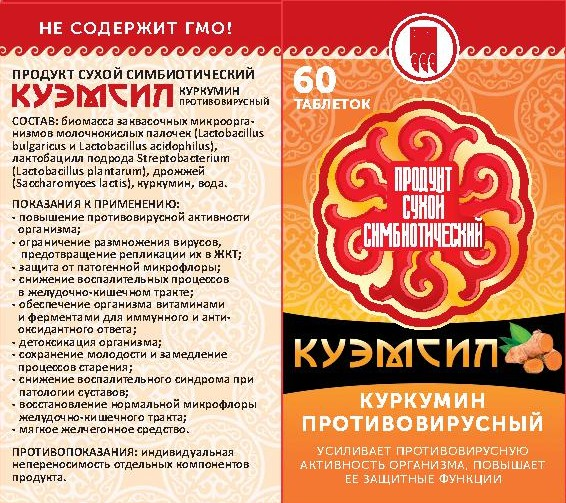 НЕ СОДЕРЖИТ ГМО!
ПРОДУКТ СУХОЙ СИМБИОТИЧЕСКИЙ
КУЭМСИЛ КУРКУМИН
ПРОТИВОВИРУСНЫЙ
СОСТАВ: биомасса заквасочных микроорга-
низмов молочнокислых палочек (Lactobacillus
bulgaricus и Lactobacillus acidophilus),
лактобацилл подрода Streptobacterium
(Lactobacillus plantarum), дрожжей
(Saccharomyces lactis), куркумин, вода.
ПОКАЗАНИЯ К ПРИМЕНЕНИЮ:
- повышение противовирусной активности
организма;
- ограничение размножения вирусов,
предотвращение репликации их в ЖКТ;
- защита от патогенной микрофлоры;
- снижение воспалительных процессов
в желудочно-кишечном тракте;
- обеспечение организма витаминами
и ферментами для иммунного и анти-
оксидантного ответа;
- детоксикация организма;
- сохранение молодости и замедление
процессов старения;
- снижение воспалительного синдрома при
патологии суставов;
- восстановление нормальной микрофлоры
желудочно-кишечного тракта;
- мягкое желчегонное средство.
ПРОТИВОПОКАЗАНИЯ: индивидуальная
непереносимость отдельных компонентов
продукта.
60
ТАБЛЕТОК
ПРОДУКТ
СУХОЙ
СИМБИОТИЧЕСКИЙ
КУЭМСИЛ
КУРКУМИН
ПРОТИВОВИРУСНЫЙ
УСИЛИВАЕТ ПРОТИВОВИРУСНУЮ
АКТИВНОСТЬ ОРГАНИЗМА, ПОВЫШАЕТ
ЕЕ ЗАЩИТНЫЕ ФУНКЦИИ